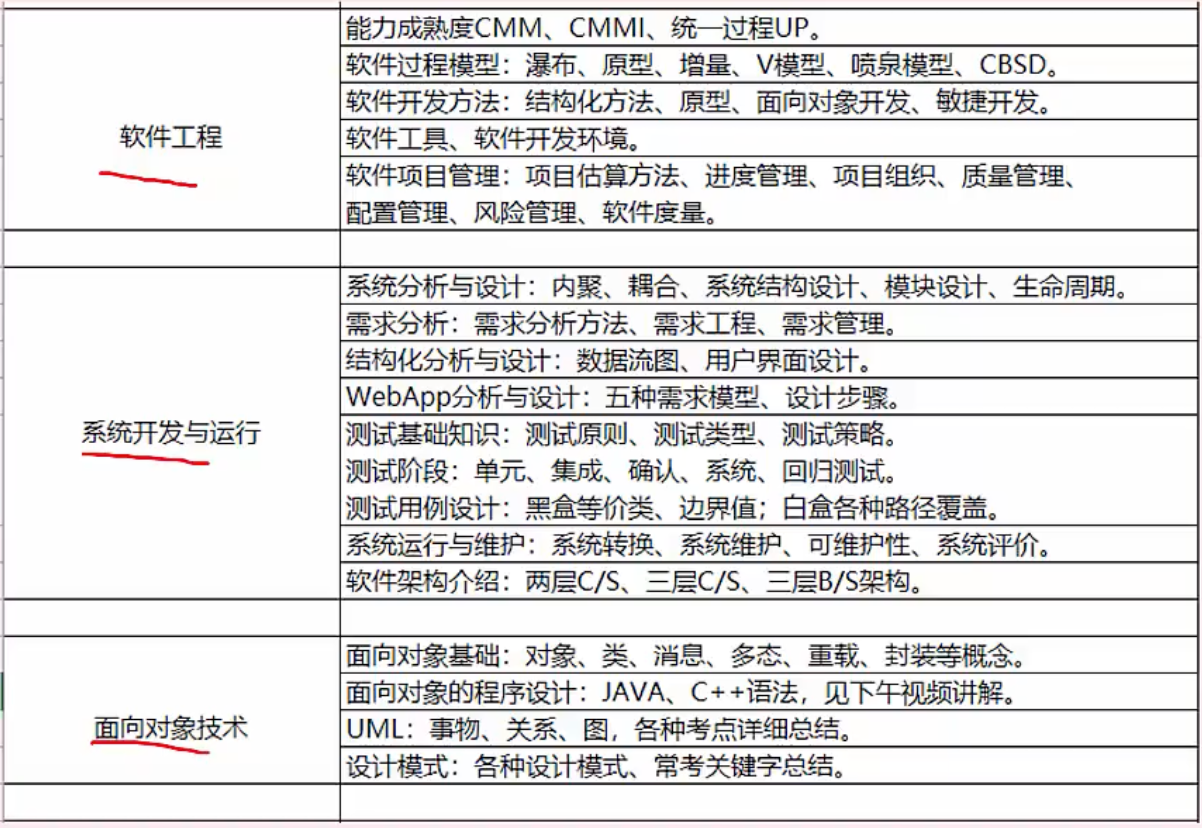 软件工程
能力成熟度CMM、CMMI、统一过程UP。
软件过程模型：瀑布、原型、增量、V模型、喷泉模型、CBSD。
软件开发方法：结构化方法、原型、面向对象开发、敏捷开发。
软件工具、软件开发环境。
软件项目管理：项目估算方法、进度管理、项目组织、质量管理、
配置管理、风险管理、软件度量。
系统开发与运行
系统分析与设计：内聚、耦合、系统结构设计、模块设计、生命周期。
需求分析：需求分析方法、需求工程、需求管理。
结构化分析与设计：数据流图、用户界面设计。
WebApp分析与设计：五种需求模型、设计步骤。
测试基础知识：测试原则、测试类型、测试策略。
测试阶段：单元、集成、确认、系统、回归测试。
测试用例设计：黑盒等价类、边界值；白盒各种路径覆盖。
系统运行与维护：系统转换、系统维护、可维护性、系统评价。
软件架构介绍：两层C/S、三层C/S、三层B/S架构。
面向对象技术
面向对象基础：对象、类、消息、多态、重载、封装等概念。
面向对象的程序设计：JAVA、C++语法，见下午视频讲解。
UML：事物、关系、图，各种考点详细总结。
设计模式：各种设计模式、常考关键字总结。